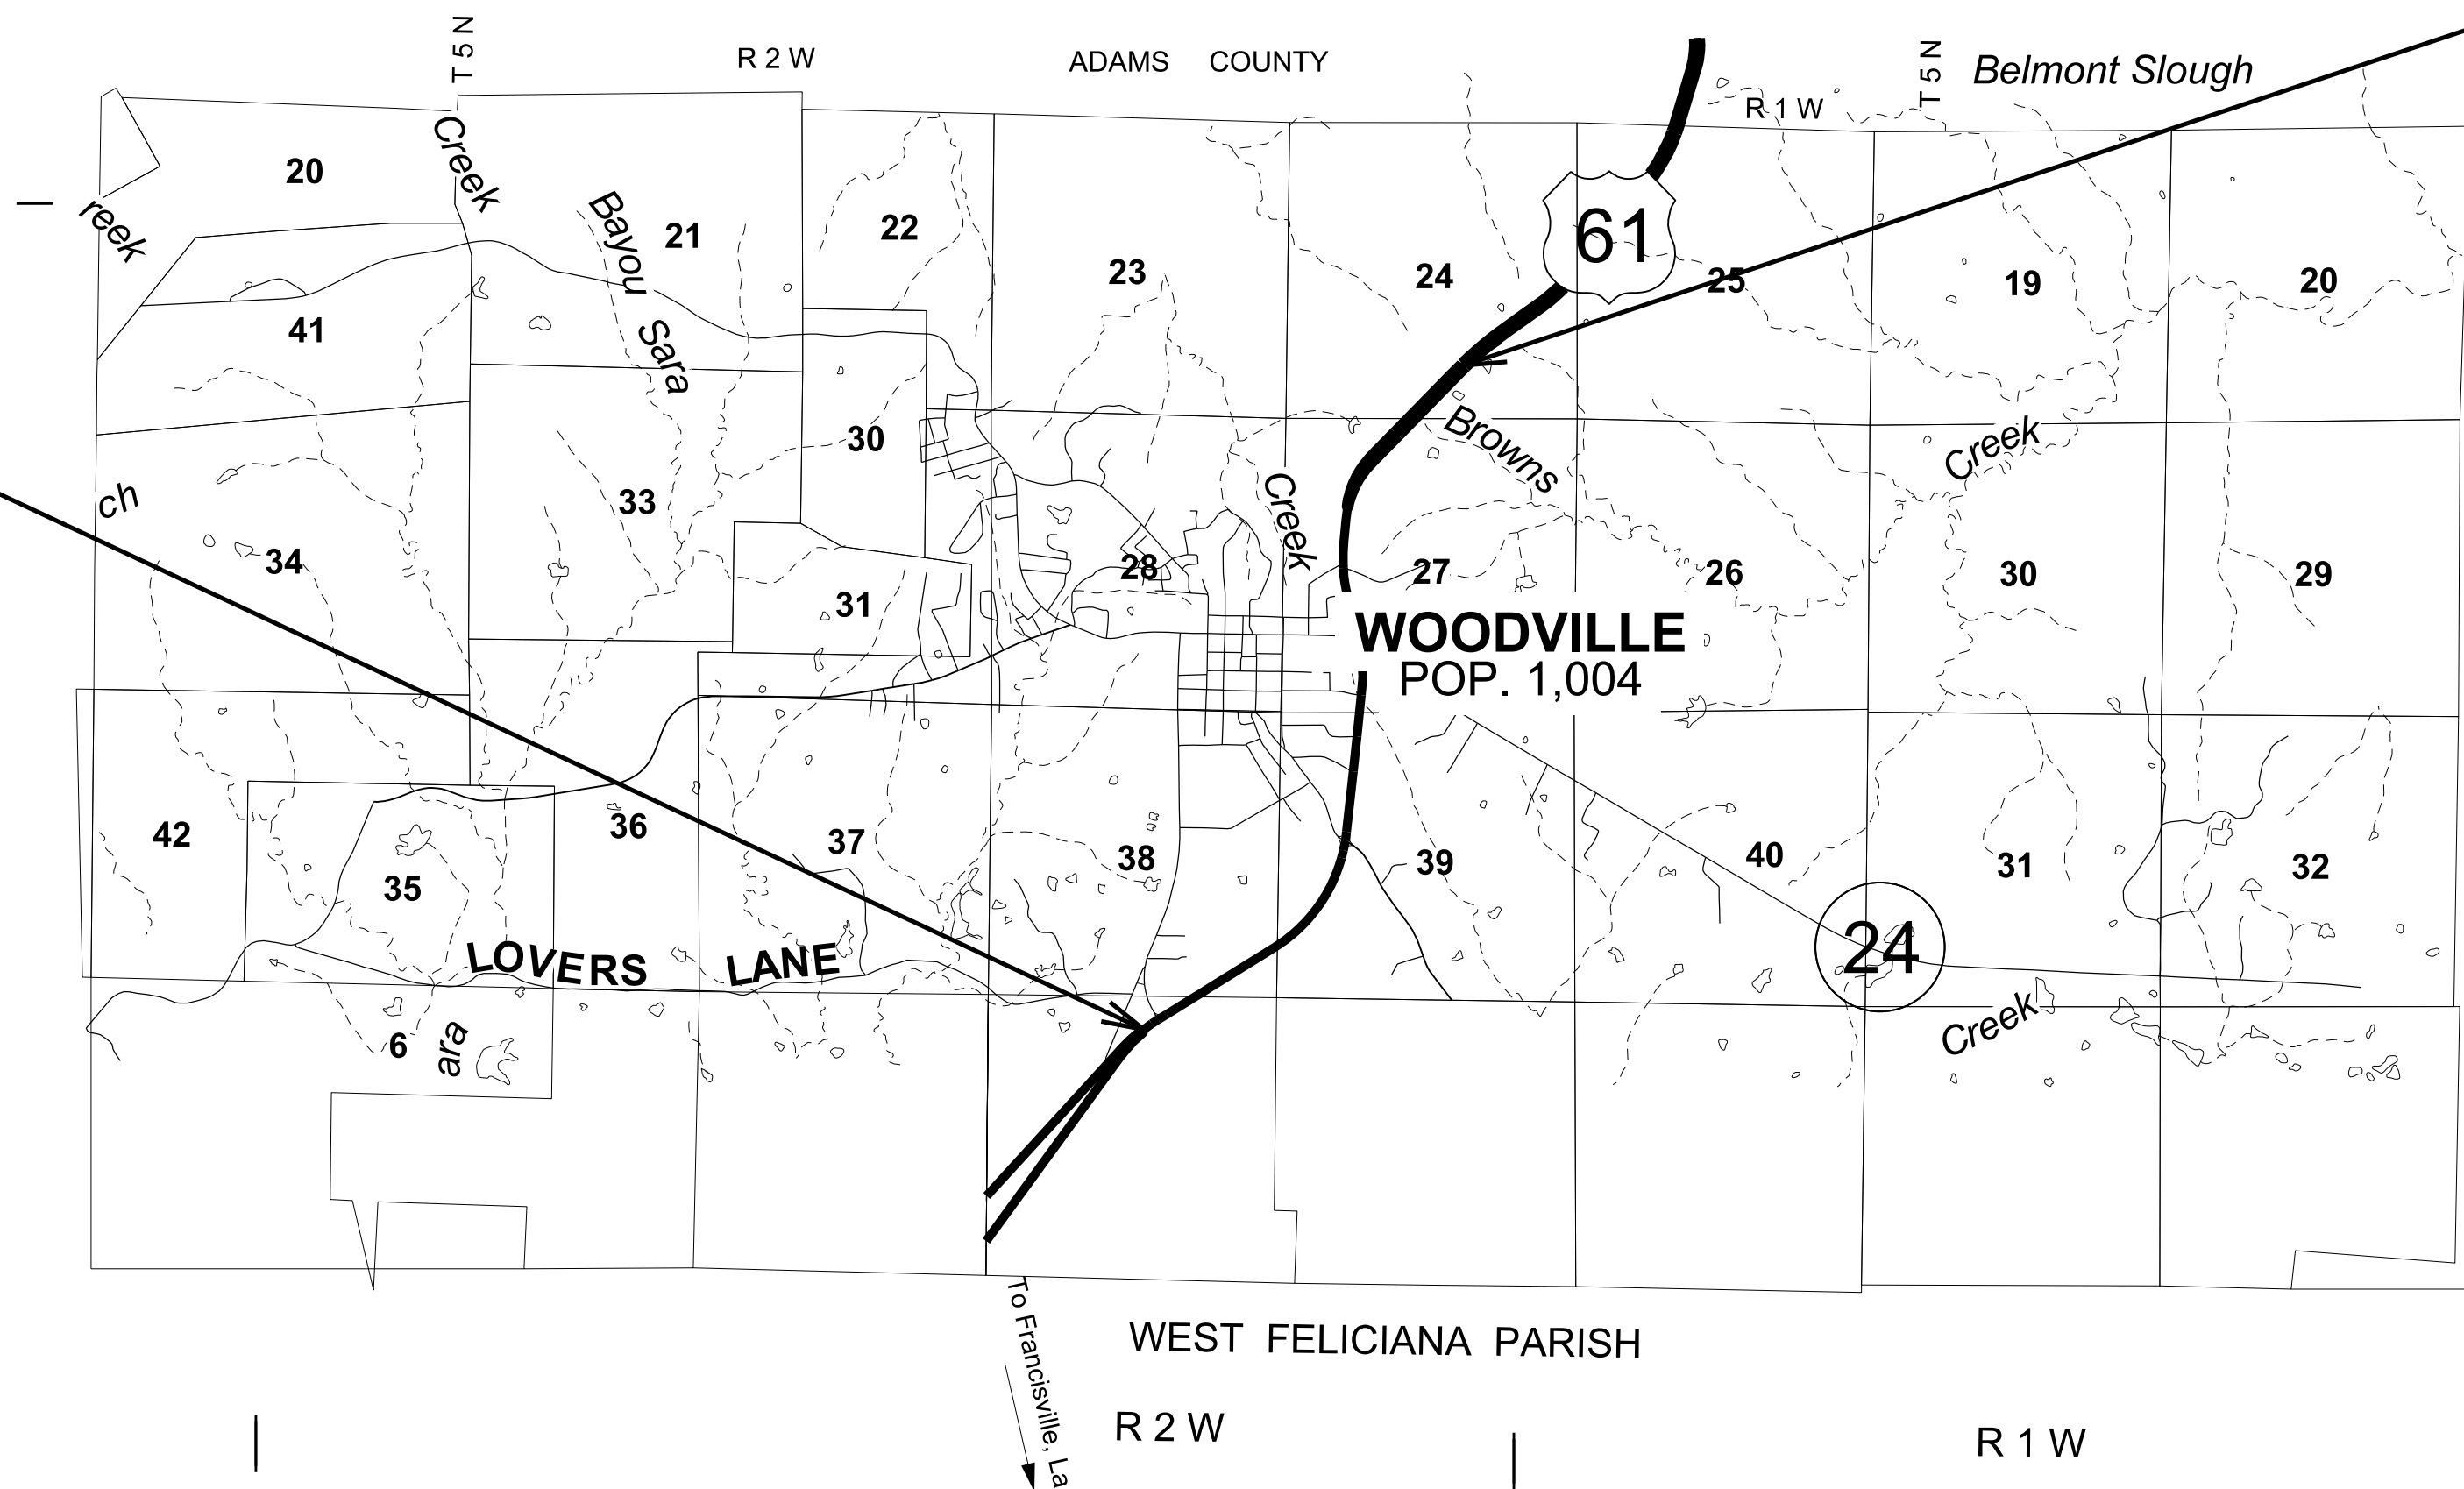 T 5 N
R 2 W
ADAMS COUNTY
T 5 N
Belmont Slough
R 1 W
Creek
20
reek
Bayou
Sara
21
22
61
23
24
25
19
20
41
30
Browns
Creek
ch
33
Creek
34
31
28
27
26
30
29
WOODVILLE
POP. 1,004
42
36
37
38
39
40
31
32
35
LOVERS LANE
24
6
ara
Creek
To Francisville, La
WEST FELICIANA PARISH
R 2 W
R 1 W